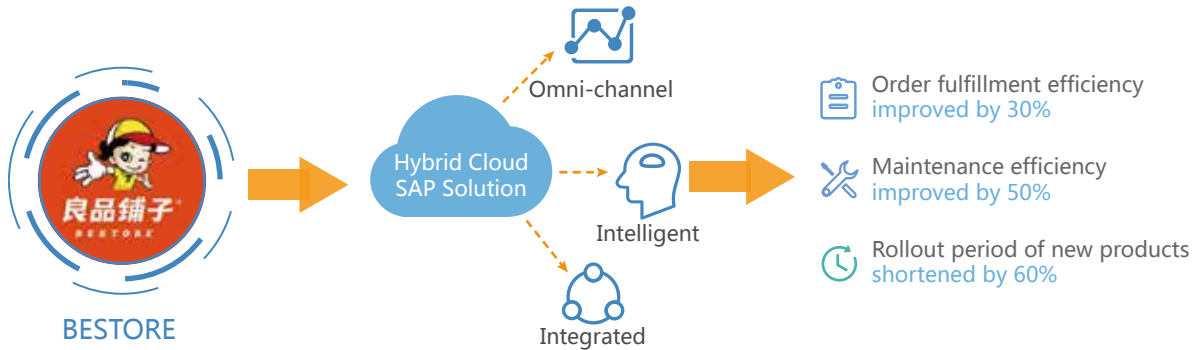 良品铺子
BESTORE
BESTORE
Hybrid Cloud
SAP Solution
Omni-channel
Intelligent
Integrated
Order fulfillment efficiency
improved by 30%
Maintenance efficiency
improved by 50%
Rollout period of new products
shortened by 60%